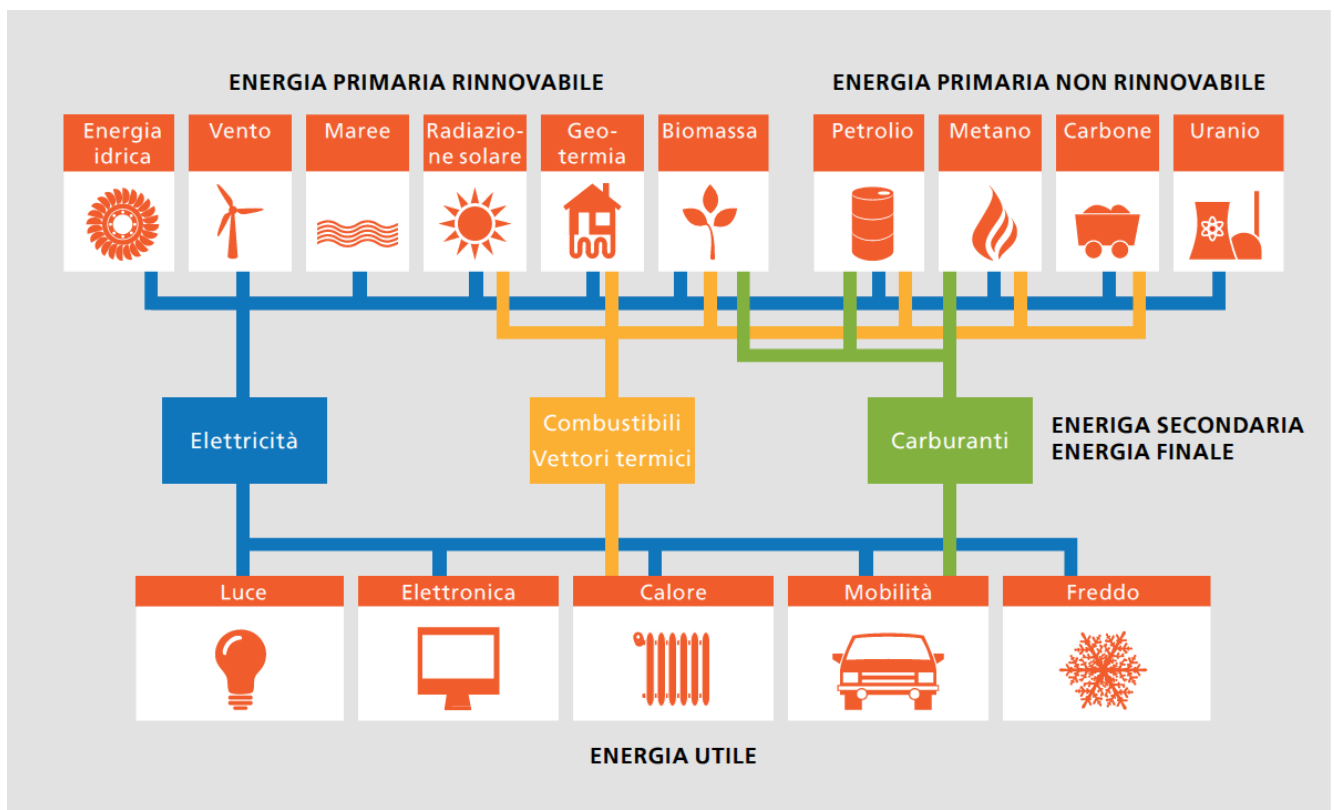 ENERGIA PRIMARIA RINNOVABILE
ENERGIA PRIMARIA NON RINNOVABILE
Energia
idrica
Vento
Maree
Radiazio-
ne solare
Geo-
termia
Biomassa
Petrolio
Metano
Carbone
Uranio
Elettricità
Combustibili
Vettori termici
Carburanti
ENERIGA SECONDARIA
ENERGIA FINALE
Luce
Elettronica
Calore
Mobilità
Freddo
ENERGIA UTILE